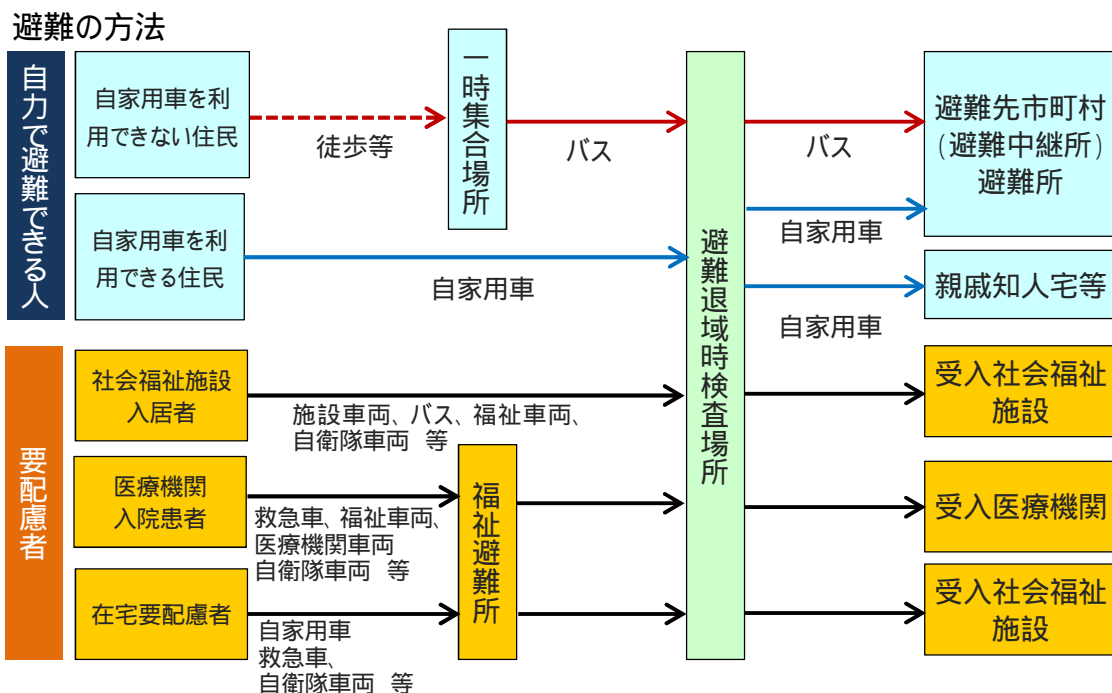 避難の方法
自力で避難できる人
自家用車を利
用できない住民
徒歩等
一時集合場所
バス
バス
避難先市町村
(避難中継所)
避難所
自家用車を利
用できる住民
自家用車
避難退域時検査場所
自家用車
自家用車
親戚知人宅等
要配慮者
社会福祉施設
入居者
施設車両、バス、福祉車両、
自衛隊車両 等
受入社会福祉
施設
医療機関
入院患者
救急車、福祉車両、
医療機関車両
自衛隊車両 等
福祉避難所
受入医療機関
在宅要配慮者
自家用車
救急車、
自衛隊車両 等
受入社会福祉
施設